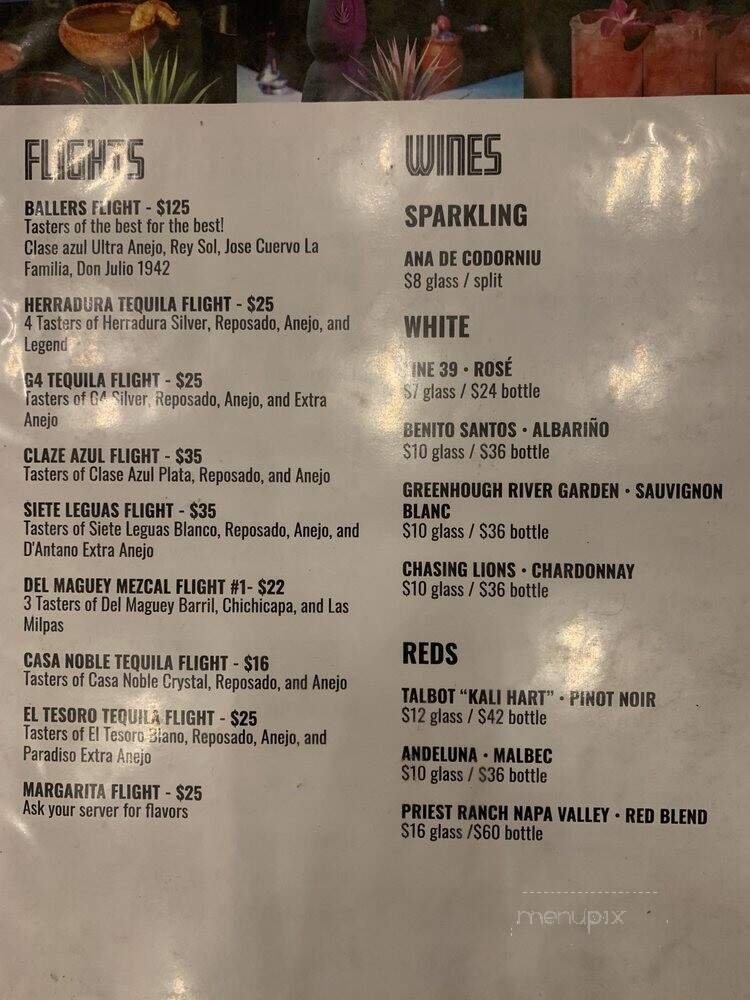 FLIGHTS
BALLERS FLIGHT - $125
Tasters of the best for the best!
Clase azul Ultra Anejo, Rey Sol, Jose Cuervo La
Familia, Don Julio 1942
HERRADURA TEQUILA FLIGHT - $25
4 Tasters of Herradura Silver, Reposado, Anejo, and
Legend
G4 TEQUILA FLIGHT - $25
Tasters of G4 Silver, Reposado, Anejo, and Extra
Anejo
CLAZE AZUL FLIGHT - $35
Tasters of Clase Azul Plata, Reposado, and Anejo
SIETE LEGUAS FLIGHT - $35
Tasters of Siete Leguas Blanco, Reposado, Anejo, and
D'Antano Extra Anejo
DEL MAGUEY MEZCAL FLIGHT #1- $22
3 Tasters of Del Maguey Barril, Chichicapa, and Las
Milpas
CASA NOBLE TEQUILA FLIGHT - $16
Tasters of Casa Noble Crystal, Reposado, and Anejo
EL TESORO TEQUILA FLIGHT - $25
Tasters of El Tesoro Blano, Reposado, Anejo, and
Paradiso Extra Anejo
MARGARITA FLIGHT - $25
Ask your server for flavors
WINES
SPARKLING
ANA DE CODORNIU
$8 glass / split
WHITE
39 • ROSÉ
$7 glass / $24 bottle
BENITO SANTOS • ALBARIÑO
$10 glass / $36 bottle
GREENHOUGH RIVER GARDEN • SAUVIGNON
BLANC
$10 glass / $36 bottle
CHASING LIONS • CHARDONNAY
$10 glass / $36 bottle
REDS
TALBOT “KALI HART” • PINOT NOIR
$12 glass / $42 bottle
ANDELUNA • MALBEC
$10 glass / $36 bottle
PRIEST RANCH NAPA VALLEY • RED BLEND
$16 glass /$60 bottle
menupix